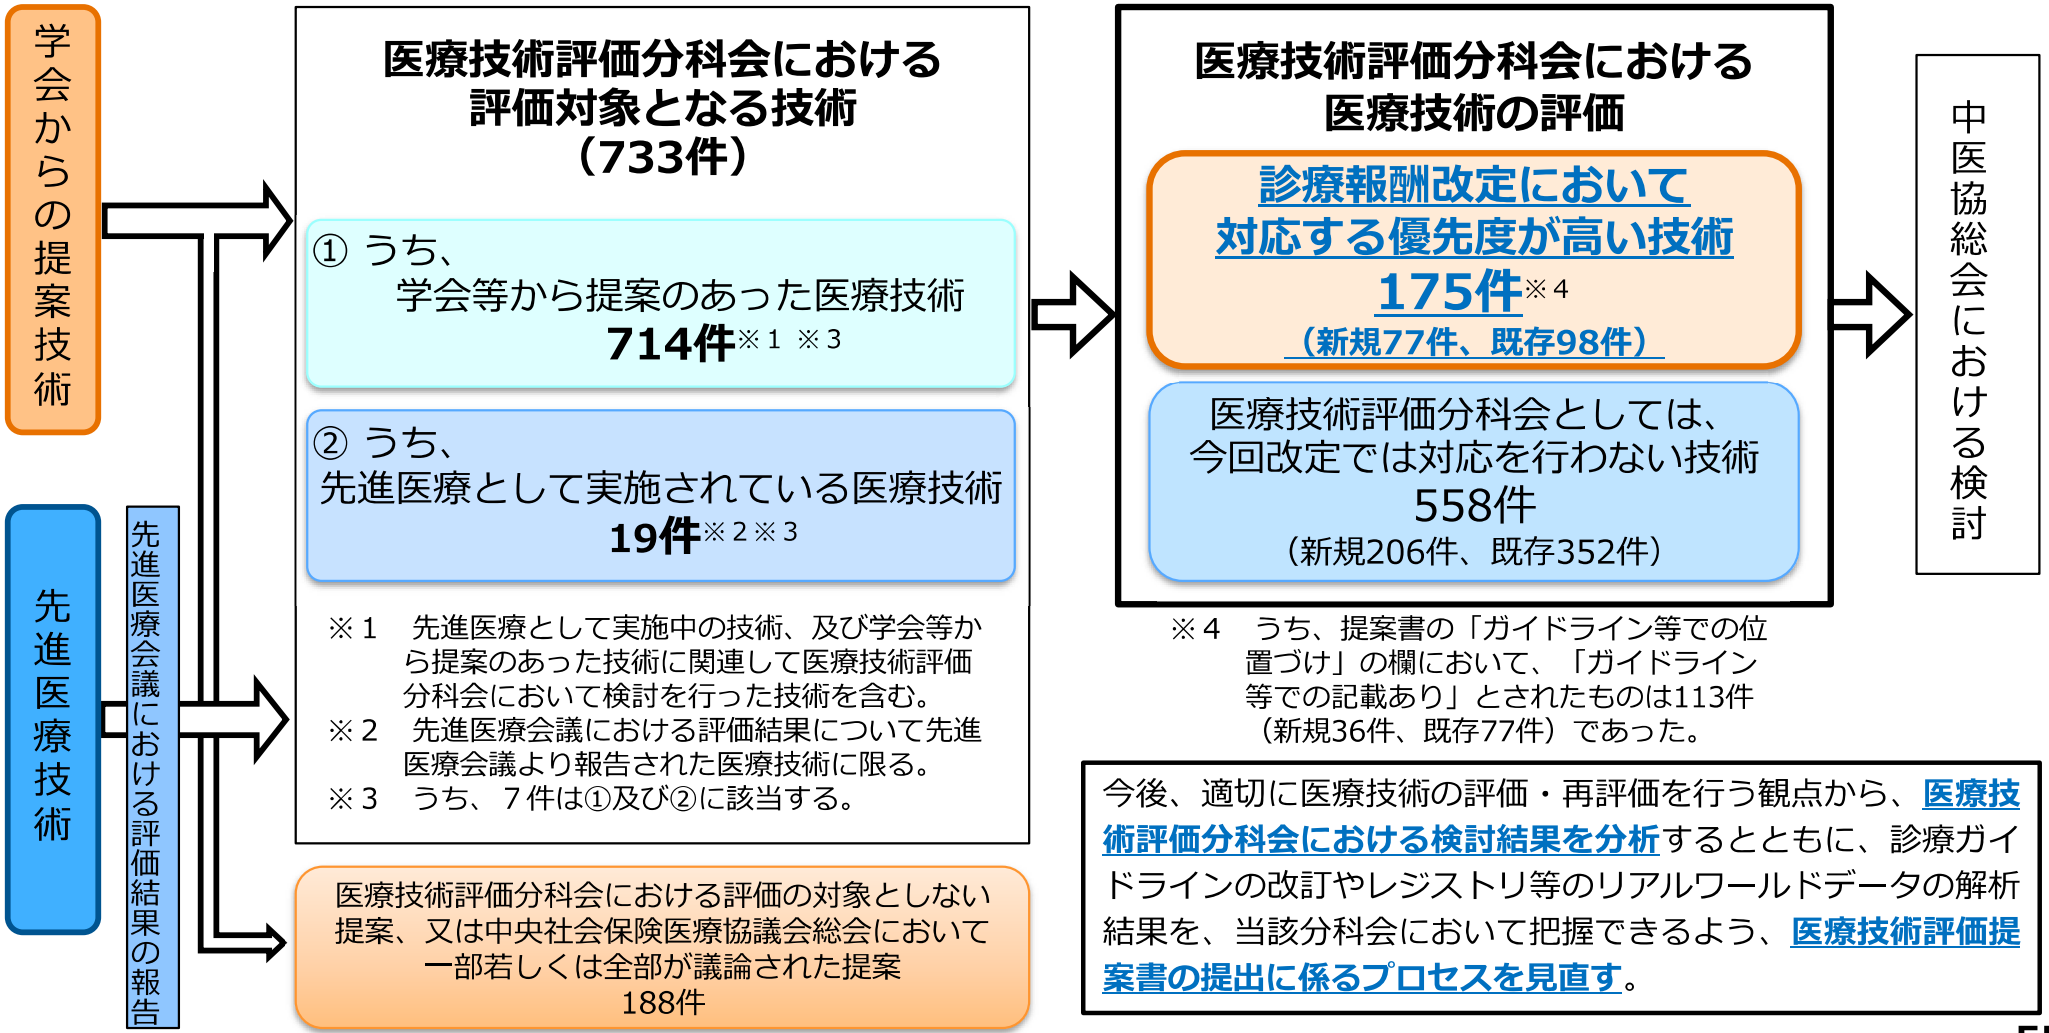 学会からの提案技術
先進医療技術
先進医療会議における評価結果の報告
医療技術評価分科会における
評価対象となる技術
（733件）
① うち、
学会等から提案のあった医療技術
714件※１ ※３
② うち、
先進医療として実施されている医療技術
19件※２※３
※１　先進医療として実施中の技術、及び学会等か
ら提案のあった技術に関連して医療技術評価
分科会において検討を行った技術を含む。
※２　先進医療会議における評価結果について先進
医療会議より報告された医療技術に限る。
※３　うち、７件は①及び②に該当する。
医療技術評価分科会における評価の対象としない
提案、又は中央社会保険医療協議会総会において
一部若しくは全部が議論された提案
188件
医療技術評価分科会における
医療技術の評価
診療報酬改定において
対応する優先度が高い技術
175件※４
（新規77件、既存98件）
医療技術評価分科会としては、
今回改定では対応を行わない技術
558件
（新規206件、既存352件）
※４　うち、提案書の「ガイドライン等での位
置づけ」の欄において、「ガイドライン
等での記載あり」とされたものは113件
（新規36件、既存77件）であった。
中医協総会における検討
今後、適切に医療技術の評価・再評価を行う観点から、医療技
術評価分科会における検討結果を分析するとともに、診療ガイ
ドラインの改訂やレジストリ等のリアルワールドデータの解析
結果を、当該分科会において把握できるよう、医療技術評価提
案書の提出に係るプロセスを見直す。